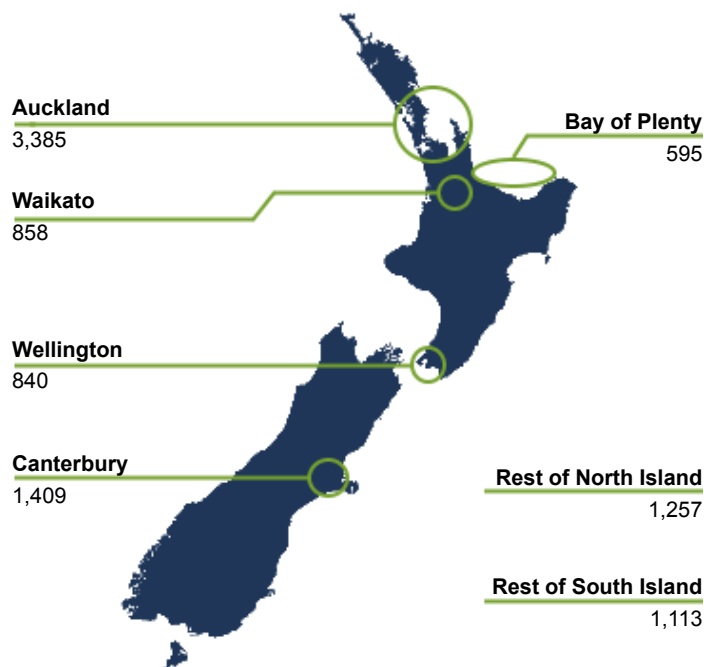 Auckland
3,385
Bay of Plenty
595
Waikato
858
Wellington
840
Canterbury
1,409
Rest of North Island
1,257
Rest of South Island
1,113